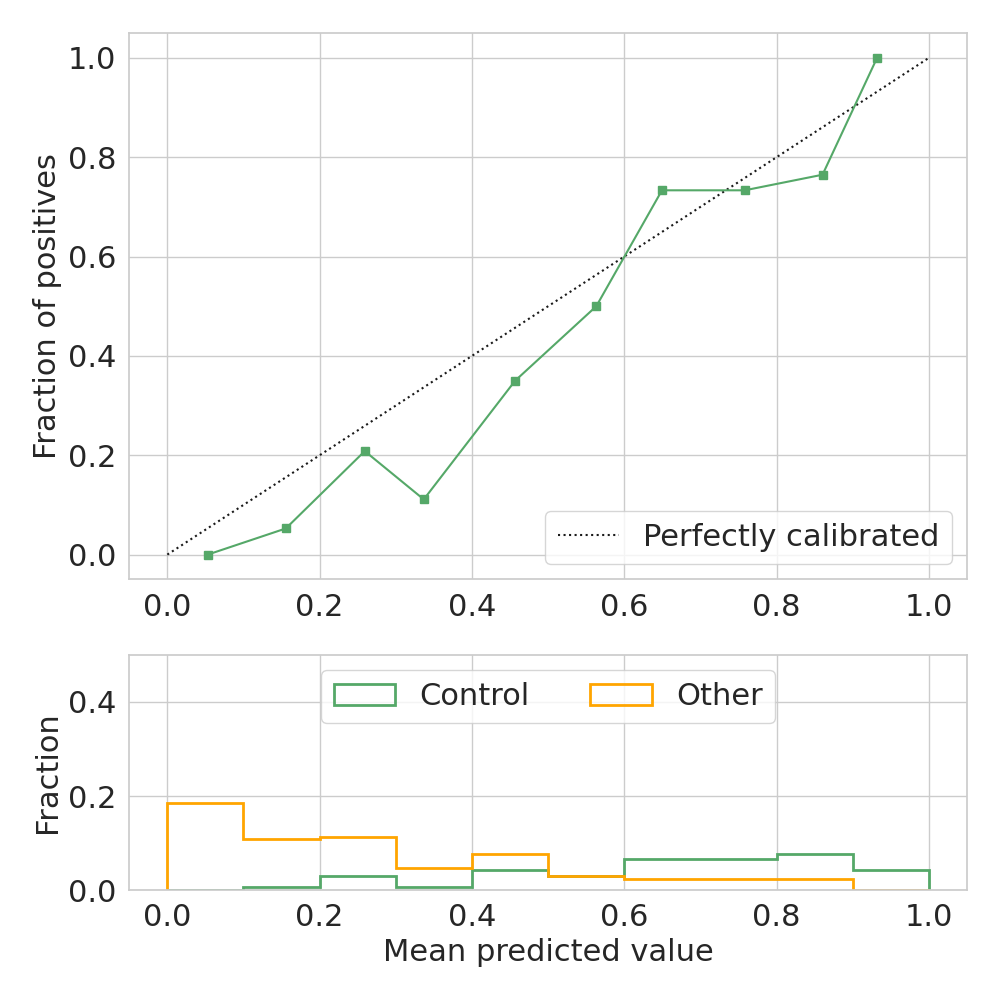 1.0
0.8
0.6
0.4
0.2
0.0
Fraction of positives
Perfectly calibrated
0.0 0.2 0.4 0.6 0.8 1.0
Control Other
0.4
0.2
0.0
Fraction
0.0 0.2 0.4 0.6 0.8 1.0
Mean predicted value